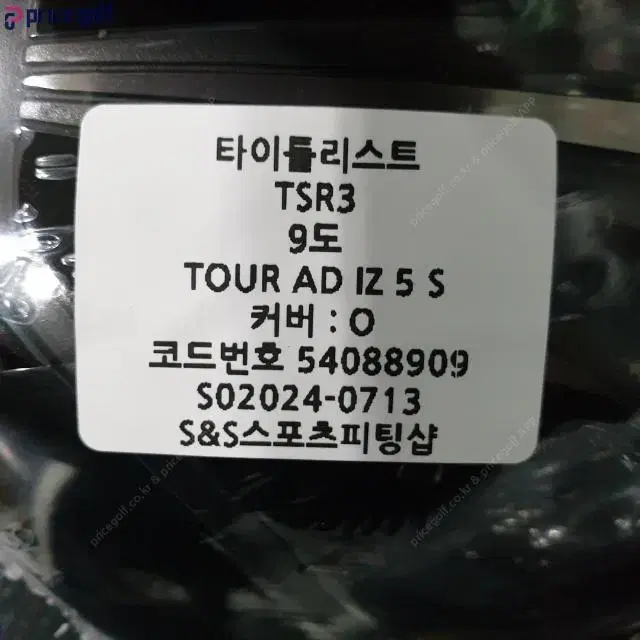 pricegolf
타이틀리스트
TSR3
9도
TOUR AD IZ 5 S
커버 : O
코드번호 54088909
S02024-0713
S&S스포츠피팅샵